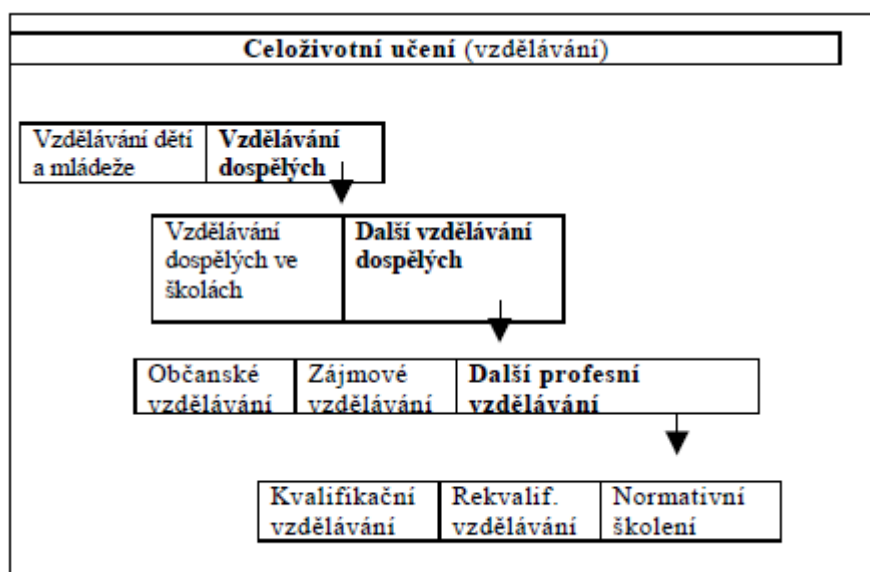 Celoživotní učení (vzdělávání)
Vzdělávání dětí
a mládeže
Vzdělávání
dospělých
Vzdělávání
dospělých ve
školách
Další vzdělávání
dospělých
Občanské
vzdělávání
Zájmové
vzdělávání
Další profesní
vzdělávání
Kvalifikační
vzdělávání
Rekvalif.
vzdělávání
Normativní
školení